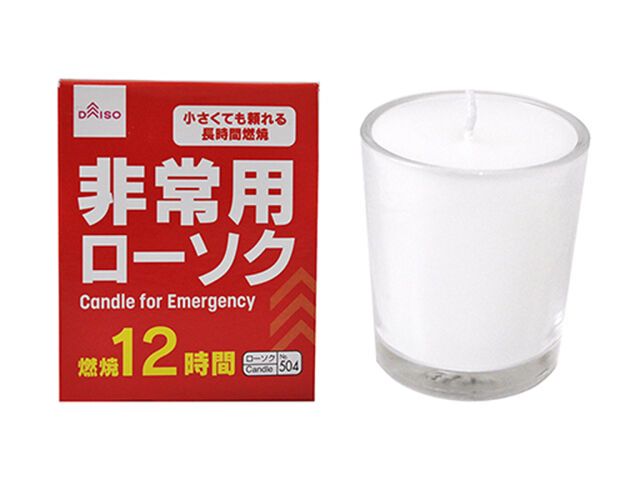 DAISO
小さくても頼れる
長時間燃焼
非常用
ローソク
Candle for Emergency
燃焼12時間
ローソク
Candle
No.
504